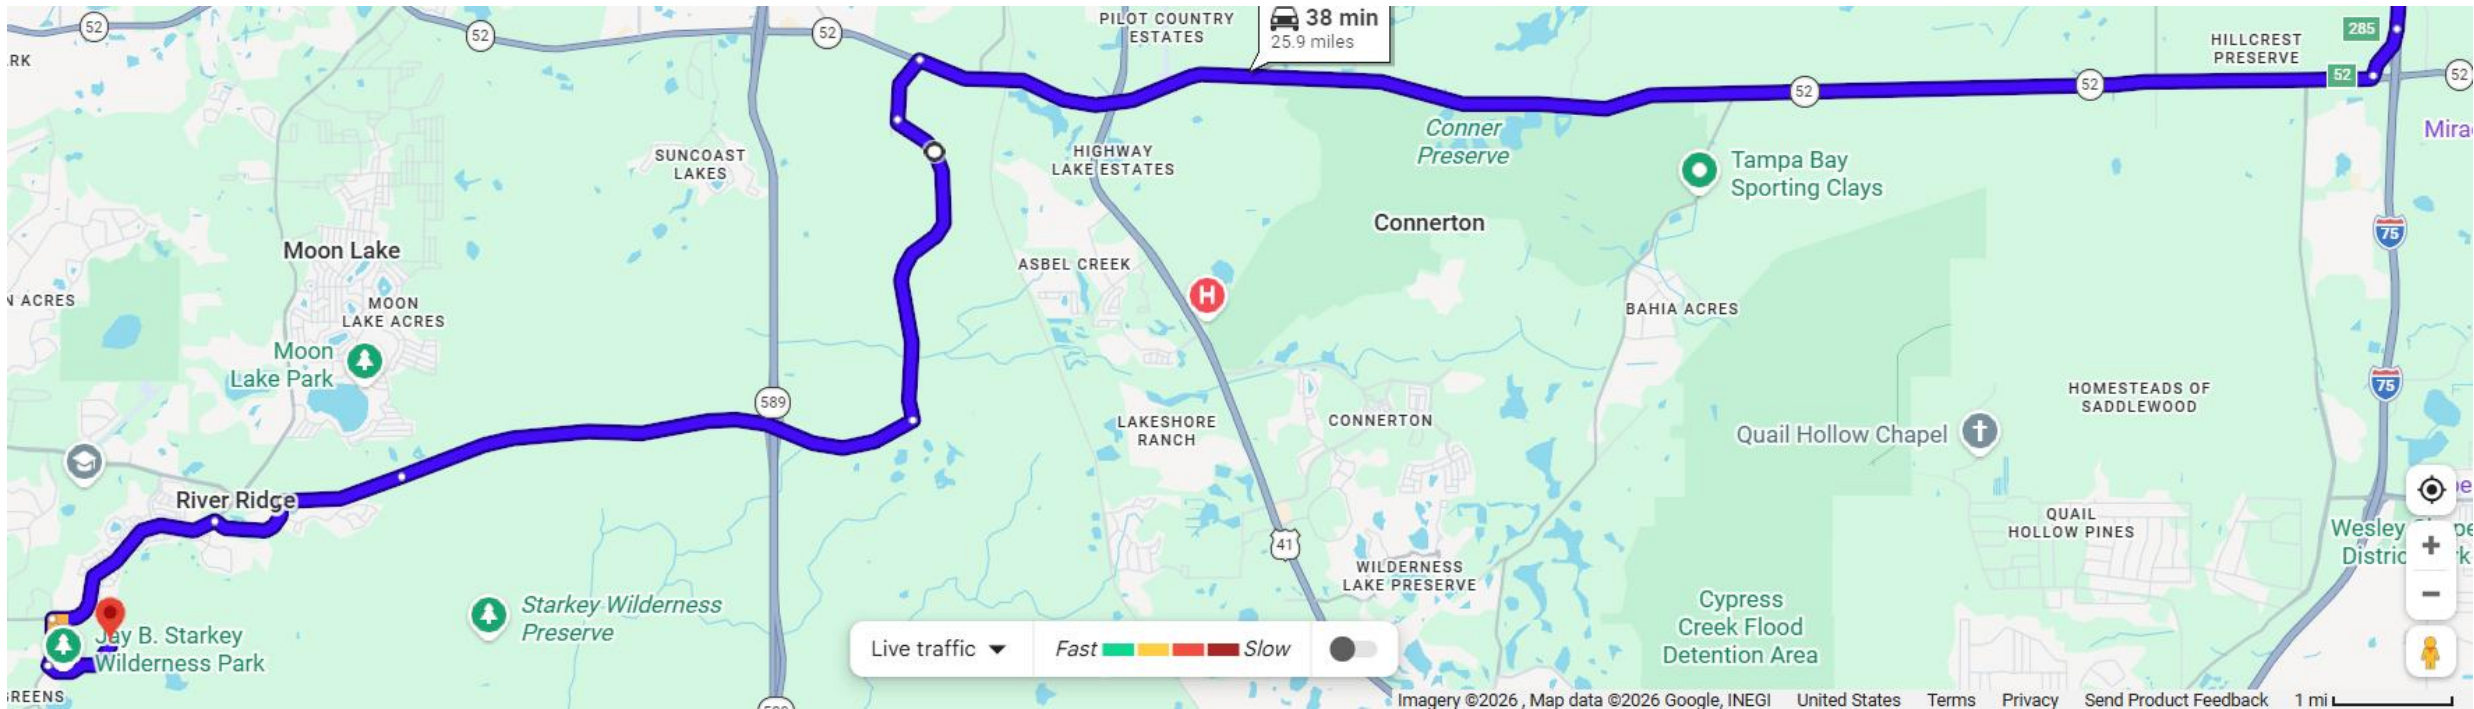 52
52
52
PILOT COUNTRY
ESTATES
38 min
25.9 miles
285
HILLCREST
PRESERVE
52
52
52
52
RK
Mira
Conner
Preserve
HIGHWAY
LAKE ESTATES
SUNCOAST
LAKES
Tampa Bay
Sporting Clays
Connerton
75
Moon Lake
ASBEL CREEK
H
N ACRES
MOON
LAKE ACRES
BAHIA ACRES
Moon
Lake Park
75
589
HOMESTEADS OF
SADDLEWOOD
LAKESHORE
RANCH
CONNERTON
Quail Hollow Chapel
River Ridge
QUAIL
HOLLOW PINES
Wesley
District
41
WILDERNESS
LAKE PRESERVE
Starkey Wilderness
Preserve
Cypress
Creek Flood
Detention Area
Jay B. Starkey
Wilderness Park
Live traffic Fast Slow
GREENS
Imagery ©2026 , Map data ©2026 Google, INEGI United States Terms Privacy Send Product Feedback 1 mi